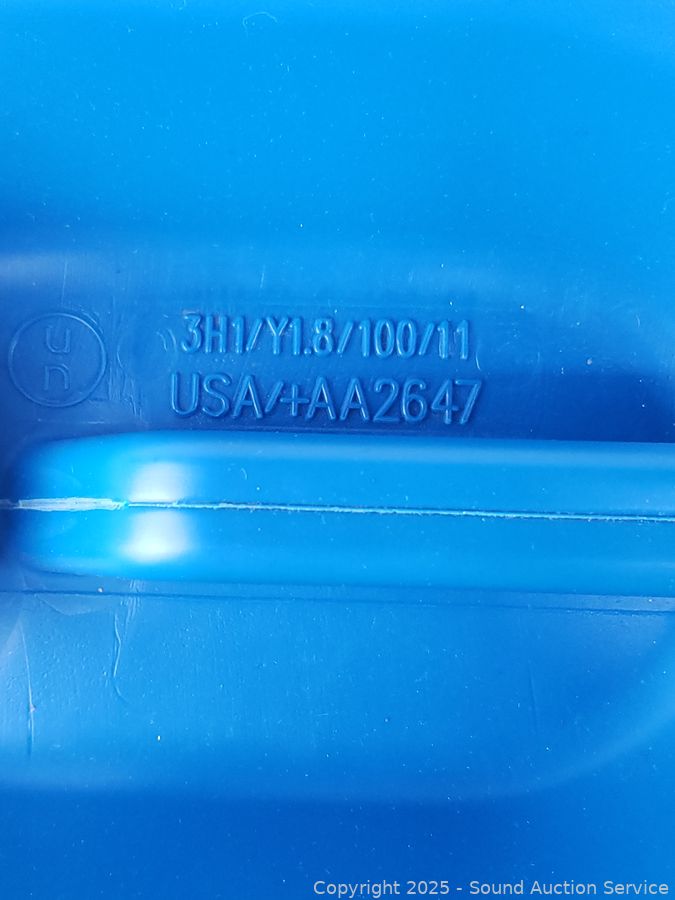 un
3H1/Y1.8/100/11
USA/+AA2647
Copyright 2025 - Sound Auction Service